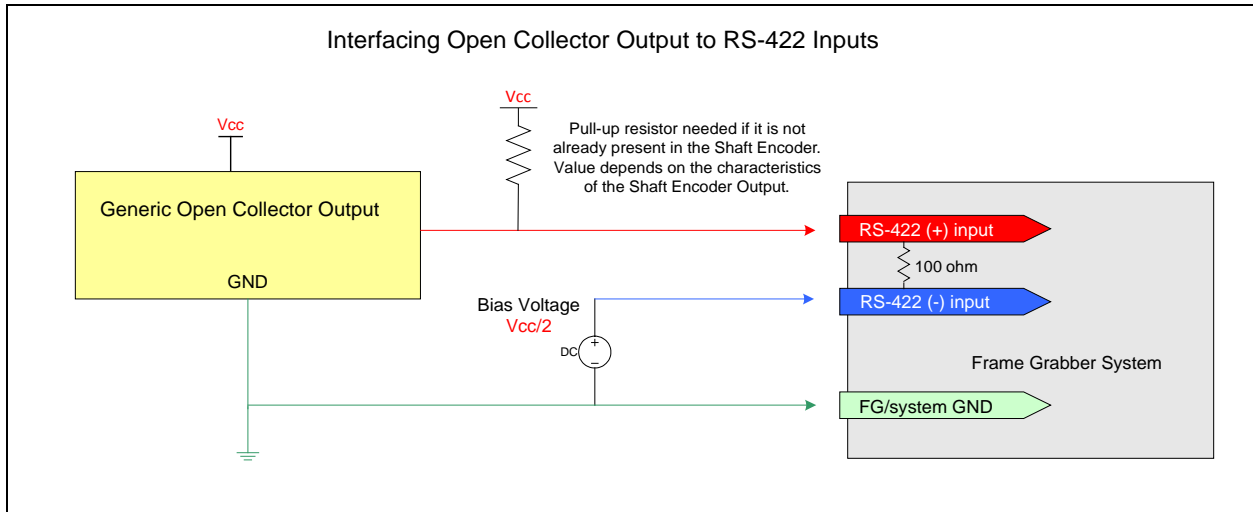 Interfacing Open Collector Output to RS-422 Inputs
Vcc
Vcc
Pull-up resistor needed if it is not
already present in the Shaft Encoder.
Value depends on the characteristics
of the Shaft Encoder Output.
Generic Open Collector Output
GND
RS-422 (+) input
100 ohm
RS-422 (-) input
Bias Voltage
Vcc/2
DC
+
−
Frame Grabber System
FG/system GND